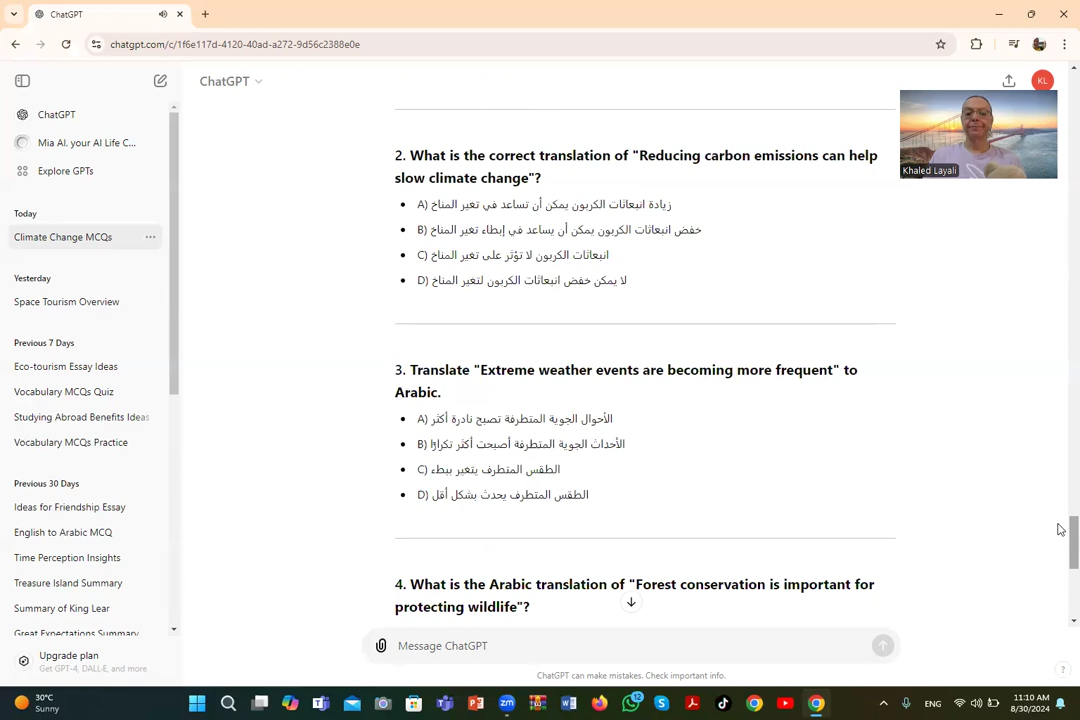 ChatGPT
chatgpt.com/c/1f6e117d-4120-40ad-a272-9d56c2388e0e
ChatGPT
KL
ChatGPT
Mia AI, your AI Life C...
Explore GPTs
Today
Climate Change MCQs
Yesterday
Space Tourism Overview
Previous 7 Days
Eco-tourism Essay Ideas
Vocabulary MCQs Quiz
Studying Abroad Benefits Ideas
Vocabulary MCQs Practice
Previous 30 Days
Ideas for Friendship Essay
English to Arabic MCQ
Time Perception Insights
Treasure Island Summary
Summary of King Lear
Great Expectations Summary
Upgrade plan
Get GPT-4, DALL-E, and more
Khaled Layali
2. What is the correct translation of "Reducing carbon emissions can help
slow climate change"?
A) زيادة انبعاثات الكربون يمكن أن تساعد في تغير المناخ
B) خفض انبعاثات الكربون يمكن أن يساعد في إبطاء تغير المناخ
C) انبعاثات الكربون لا تؤثر على تغير المناخ
D) لا يمكن خفض انبعاثات الكربون لتغير المناخ
3. Translate "Extreme weather events are becoming more frequent" to
Arabic.
A) الأحوال الجوية المتطرفة تصبح نادرة أكثر
B) الأحداث الجوية المتطرفة أصبحت أكثر تكرارًا
C) الطقس المتطرف يتغير ببطء
D) الطقس المتطرف يحدث بشكل أقل
4. What is the Arabic translation of "Forest conservation is important for
protecting wildlife"?
Message ChatGPT
ChatGPT can make mistakes. Check important info.
?
30°C
Sunny
12
ENG
11:10 AM
8/30/2024